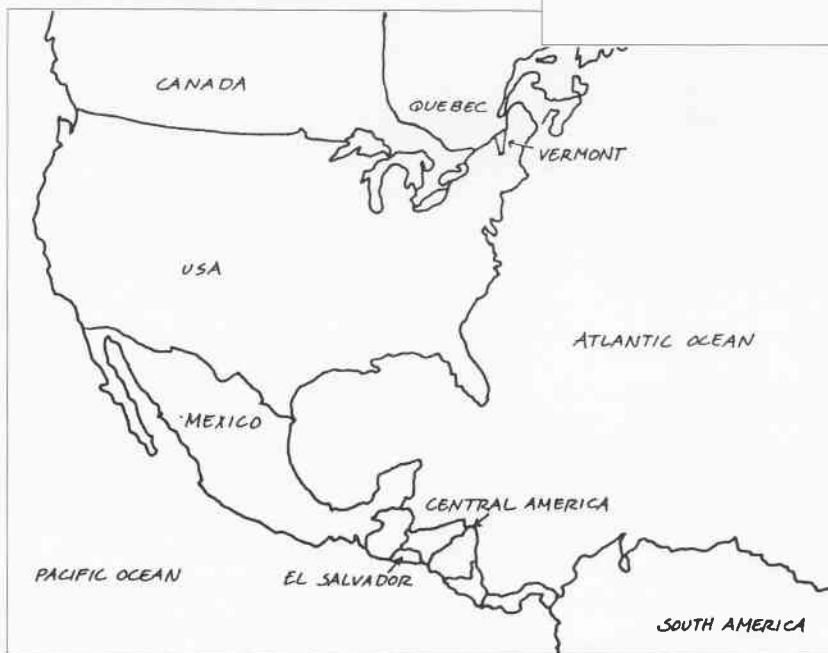 CANADA
QUEBEC
VERMONT
USA
ATLANTIC OCEAN
MEXICO
CENTRAL AMERICA
PACIFIC OCEAN
EL SALVADOR
SOUTH AMERICA